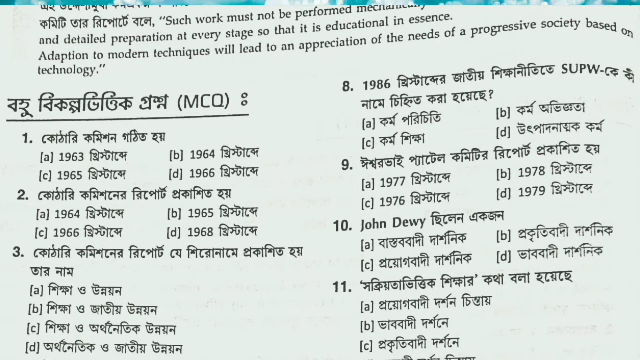 কমিটি তার রিপোর্টে বলে, "Such work must not be performed mechanically
and detailed preparation at every stage so that it is educational in essence.
Adaption to modern techniques will lead to an appreciation of the needs of a progressive society based on
technology."
বহু বিকল্পভিত্তিক প্রশ্ন (MCQ) :
1. কোঠারি কমিশন গঠিত হয়
[a] 1963 খ্রিস্টাব্দে [b] 1964 খ্রিস্টাব্দে
[c] 1965 খ্রিস্টাব্দে [d] 1966 খ্রিস্টাব্দে
2. কোঠারি কমিশনের রিপোর্ট প্রকাশিত হয়
[a] 1964 খ্রিস্টাব্দে [b] 1965 খ্রিস্টাব্দে
[c] 1966 খ্রিস্টাব্দে [d] 1968 খ্রিস্টাব্দে
3. কোঠারি কমিশনের রিপোর্ট যে শিরোনামে প্রকাশিত হয়
তার নাম
[a] শিক্ষা ও উন্নয়ন
[b] শিক্ষা ও জাতীয় উন্নয়ন
[c] শিক্ষা ও অর্থনৈতিক উন্নয়ন
[d] অর্থনৈতিক ও জাতীয় উন্নয়ন
8. 1986 খ্রিস্টাব্দের জাতীয় শিক্ষানীতিতে SUPW-কে কী
নামে চিহ্নিত করা হয়েছে?
[a] কর্ম পরিচিতি [b] কর্ম অভিজ্ঞতা
[c] কর্ম শিক্ষা [d] উৎপাদনাত্মক কর্ম
9. ঈশ্বরভাই প্যাটেল কমিটির রিপোর্ট প্রকাশিত হয়
[a] 1977 খ্রিস্টাব্দে [b] 1978 খ্রিস্টাব্দে
[c] 1976 খ্রিস্টাব্দে [d] 1979 খ্রিস্টাব্দে
10. John Dewy ছিলেন একজন
[a] বাস্তববাদী দার্শনিক [b] প্রকৃতিবাদী দার্শনিক
[c] প্রয়োগবাদী দার্শনিক [d] ভাববাদী দার্শনিক
11. 'সক্রিয়তাভিত্তিক শিক্ষার' কথা বলা হয়েছে
[a] প্রয়োগবাদী দর্শন চিন্তায়
[b] ভাববাদী দর্শনে
[c] প্রকৃতিবাদী দর্শনে